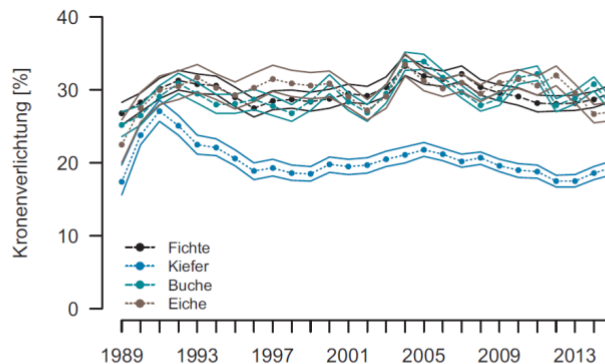 Kronenverlichtung [%]
40
30
20
10
0
Fichte
Kiefer
Buche
Eiche
1989 1993 1997 2001 2005 2009 2013